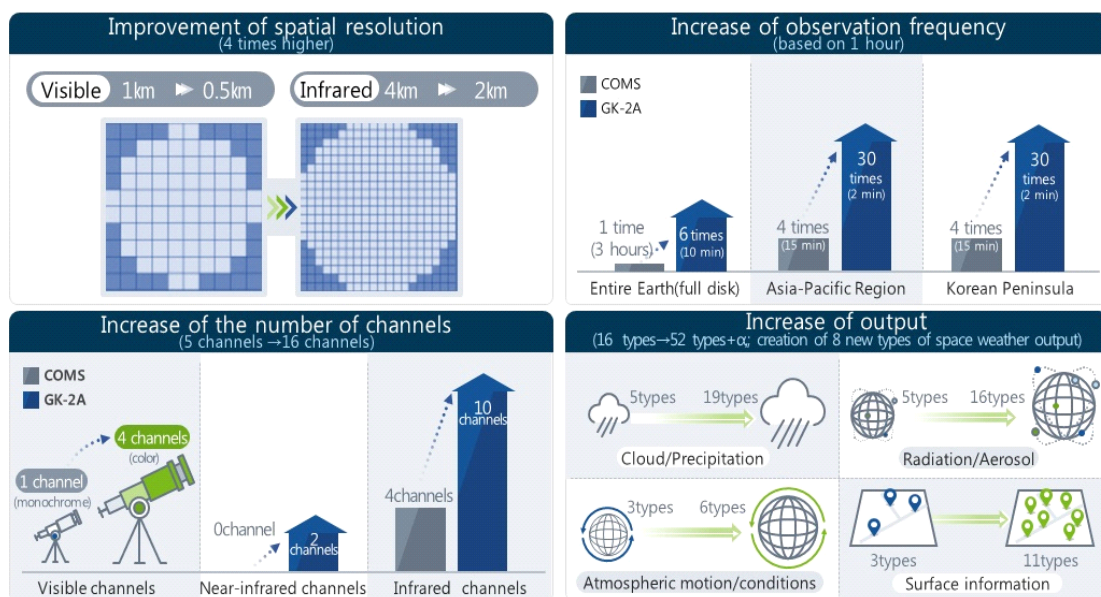 Improvement of spatial resolution
(4 times higher)
Visible 1km 0.5km
Infrared 4km 2km
Increase of observation frequency
(based on 1 hour)
COMS
GK-2A
1 time
(3 hours)
6 times
(10 min)
Entire Earth(full disk)
4 times
(15 min)
30
times
(2 min)
Asia-Pacific Region
4 times
(15 min)
30
times
(2 min)
Korean Peninsula
Increase of the number of channels
(5 channels →16 channels)
COMS
GK-2A
1 channel
(monochrome)
4 channels
(color)
Visible channels
0channel
2
channels
Near-infrared channels
4channels
10
channels
Infrared channels
Increase of output
(16 types→52 types+α; creation of 8 new types of space weather output)
5types 19types
Cloud/Precipitation
5types 16types
Radiation/Aerosol
3types 6types
Atmospheric motion/conditions
3types 11types
Surface information